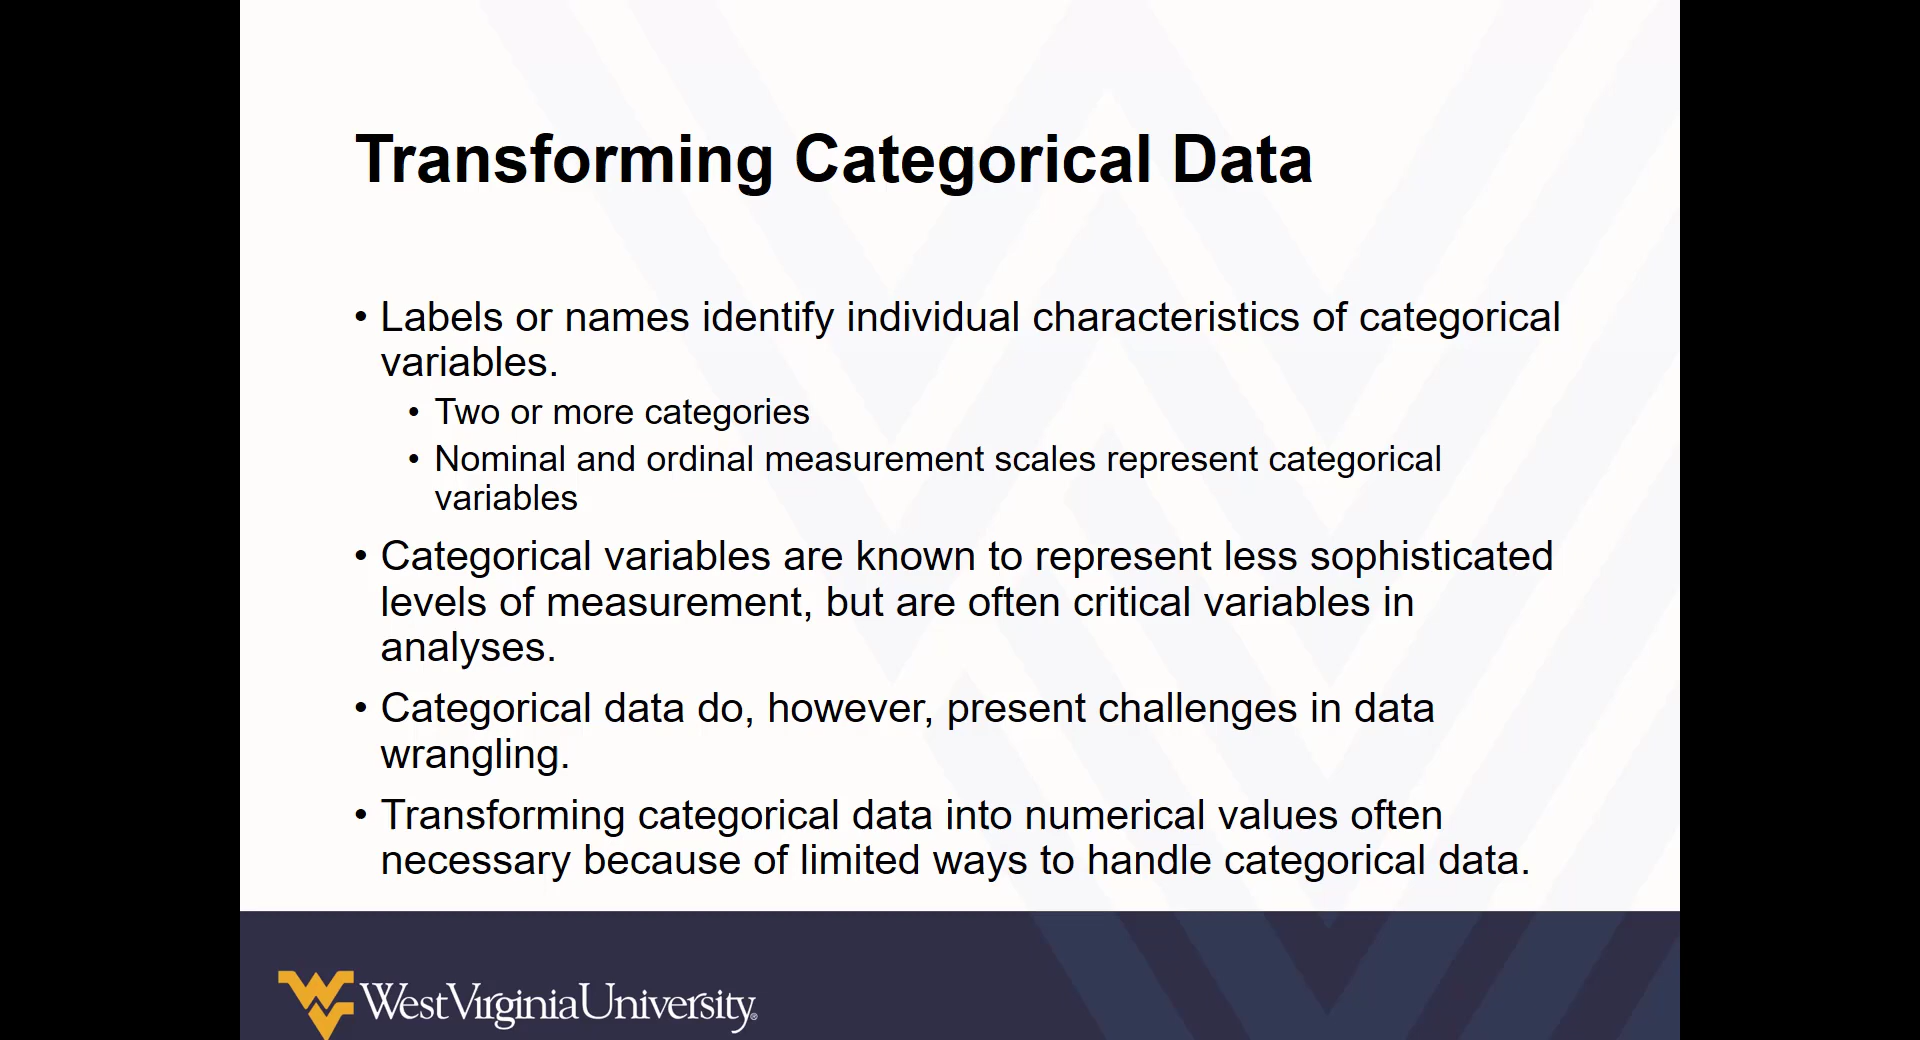 Transforming Categorical Data
• Labels or names identify individual characteristics of categorical
variables.
• Two or more categories
• Nominal and ordinal measurement scales represent categorical
variables
• Categorical variables are known to represent less sophisticated
levels of measurement, but are often critical variables in
analyses.
• Categorical data do, however, present challenges in data
wrangling.
• Transforming categorical data into numerical values often
necessary because of limited ways to handle categorical data.
WestVirginiaUniversity®